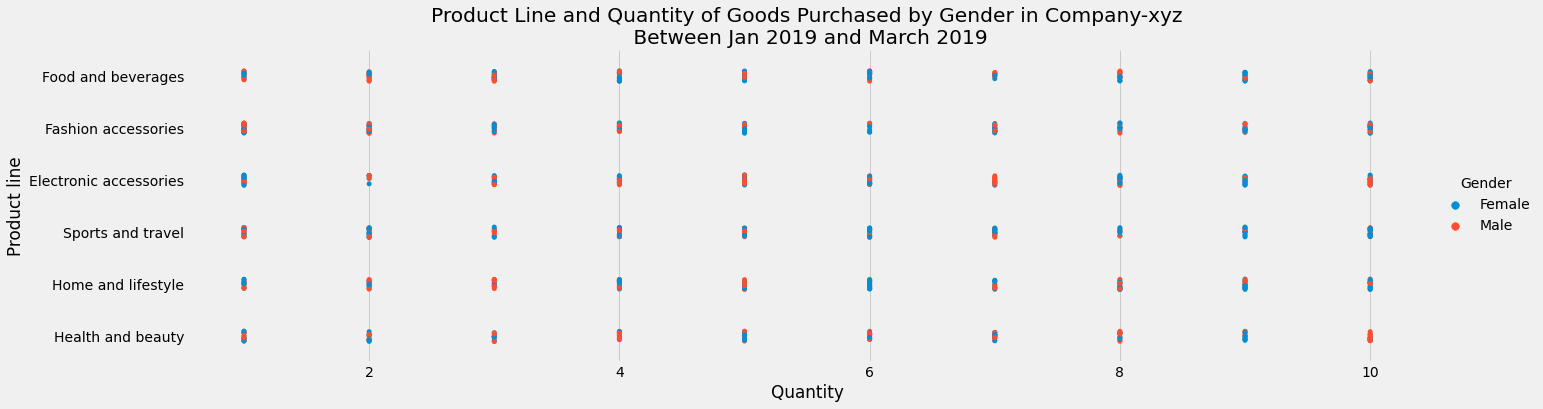 Product Line and Quantity of Goods Purchased by Gender in Company-xyz
Between Jan 2019 and March 2019
Product line
Food and beverages
Fashion accessories
Electronic accessories
Sports and travel
Home and lifestyle
Health and beauty
2 4 6 8 10
Quantity
Gender
Female
Male